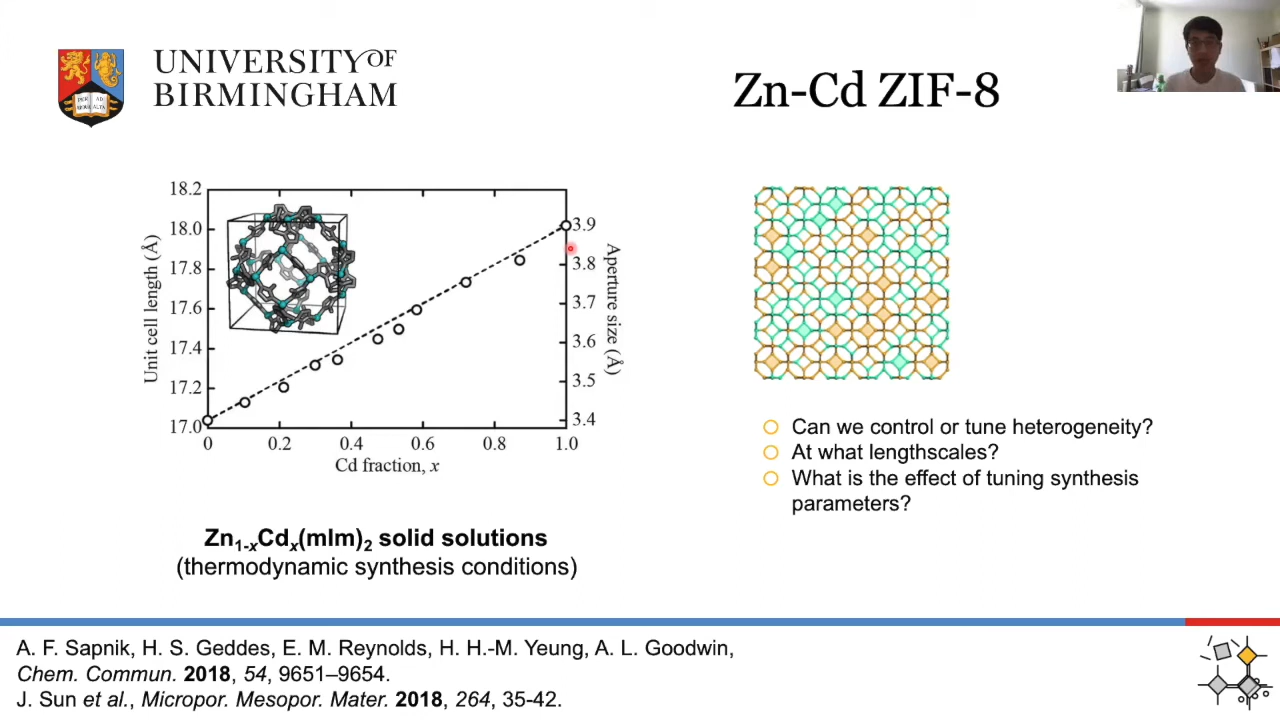 UNIVERSITY OF
BIRMINGHAM
PER AD
ARDUA ALTA
Zn-Cd ZIF-8
18.2
18.0
17.8
17.6
17.4
17.2
17.0
Unit cell length (Å)
3.9
3.8
3.7
3.6
3.5
3.4
Aperture size (Å)
0 0.2 0.4 0.6 0.8 1.0
Cd fraction, x
Can we control or tune heterogeneity?
At what lengthscales?
What is the effect of tuning synthesis
parameters?
Zn1-xCdx(mIm)2 solid solutions
(thermodynamic synthesis conditions)
A. F. Sapnik, H. S. Geddes, E. M. Reynolds, H. H.-M. Yeung, A. L. Goodwin,
Chem. Commun. 2018, 54, 9651–9654.
J. Sun et al., Micropor. Mesopor. Mater. 2018, 264, 35-42.